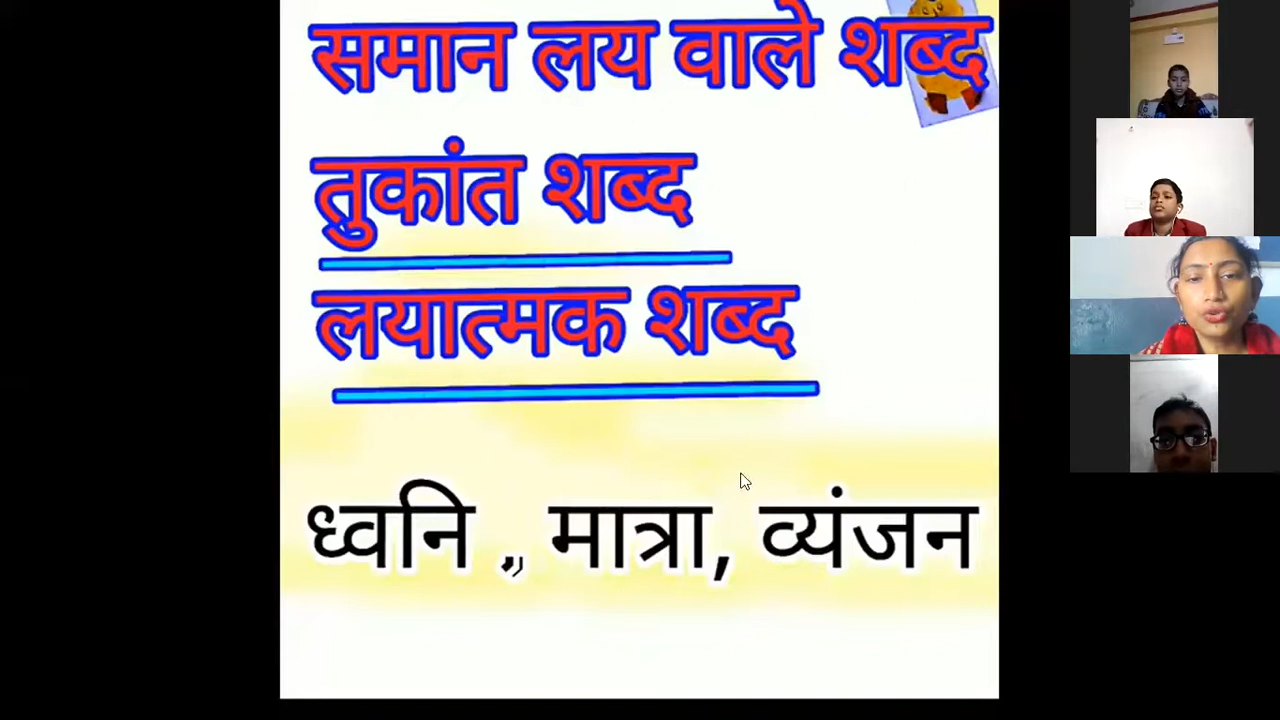 समान लय वाले शब्द
तुकांत शब्द
लयात्मक शब्द
ध्वनि ,, मात्रा, व्यंजन